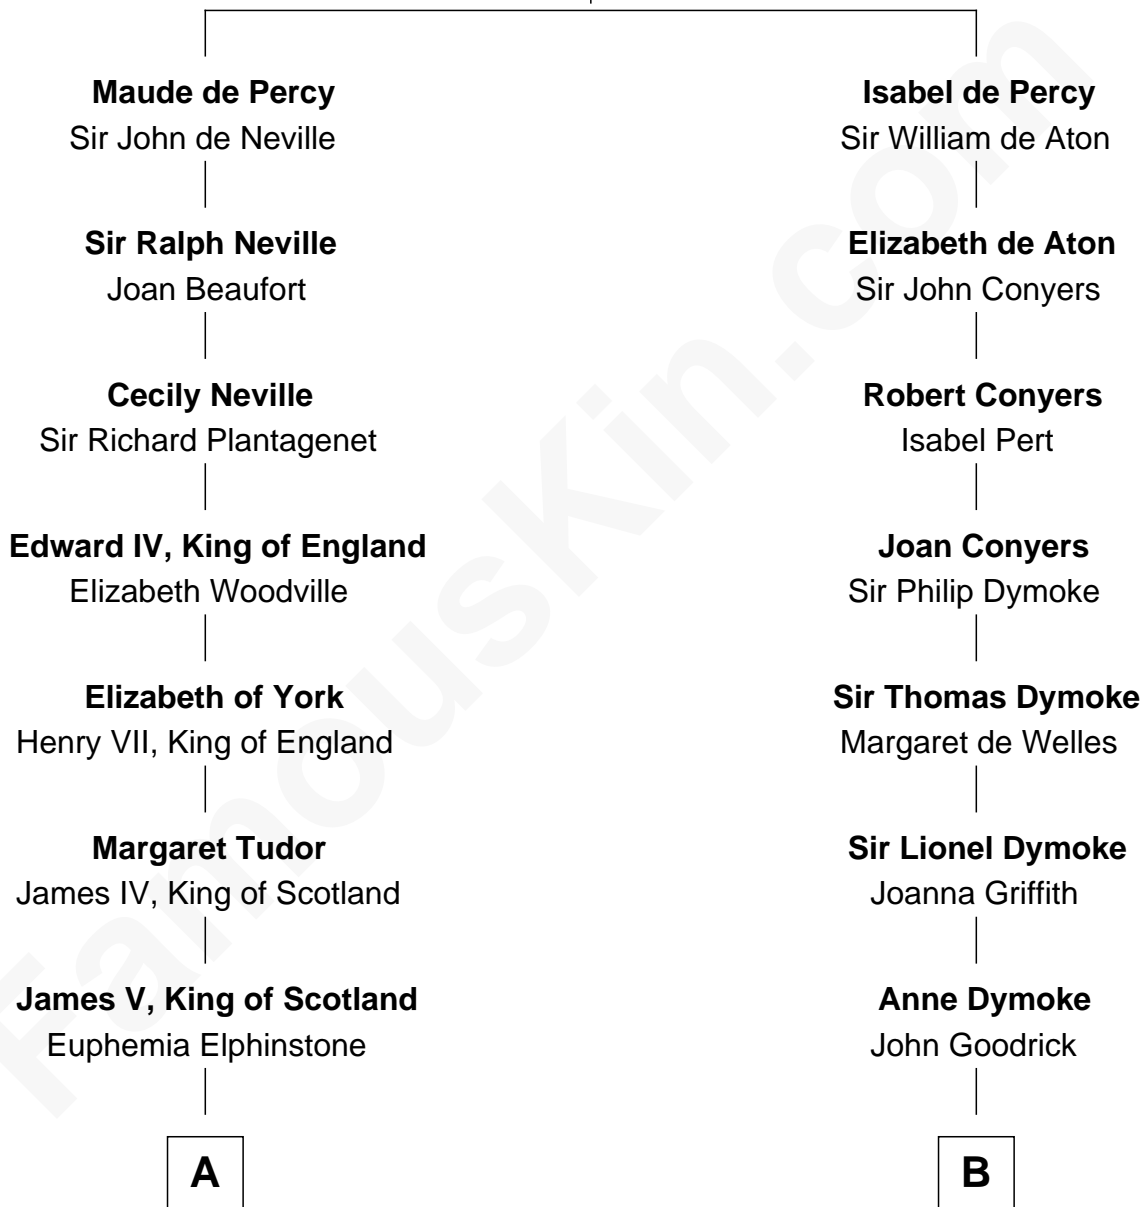 Maude de Percy
Sir John de Neville
Sir Ralph Neville
Joan Beaufort
Cecily Neville
Sir Richard Plantagenet
Edward IV, King of England
Elizabeth Woodville
Elizabeth of York
Henry VII, King of England
Margaret Tudor
James IV, King of Scotland
James V, King of Scotland
Euphemia Elphinstone
A
Isabel de Percy
Sir William de Aton
Elizabeth de Aton
Sir John Conyers
Robert Conyers
Isabel Pert
Joan Conyers
Sir Philip Dymoke
Sir Thomas Dymoke
Margaret de Welles
Sir Lionel Dymoke
Joanna Griffith
Anne Dymoke
John Goodrick
B
FamousKin.com